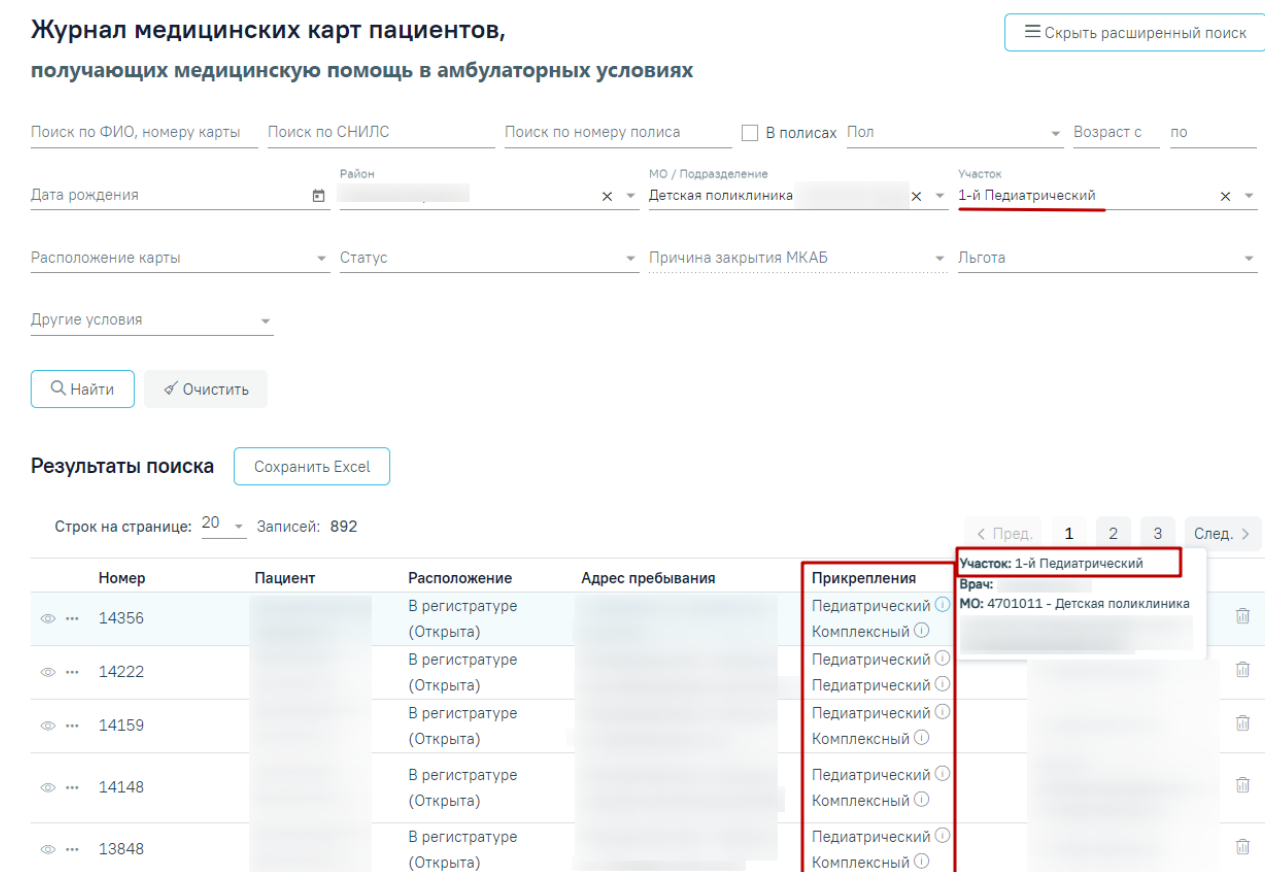 Журнал медицинских карт пациентов,
Скрыть расширенный поиск
получающих медицинскую помощь в амбулаторных условиях
Поиск по ФИО, номеру карты Поиск по СНИЛС Поиск по номеру полиса В полисах Пол Возраст с по
Район МО / Подразделение Участок
Дата рождения Детская поликлиника 1-й Педиатрический
Расположение карты Статус Причина закрытия МКАБ Льгота
Другие условия
Найти Очистить
Результаты поиска Сохранить Excel
Строк на странице: 20 Записей: 892
Пред. 1 2 3 След.
Номер Пациент Расположение Адрес пребывания Прикрепления
Участок: 1-й Педиатрический
Врач:
МО: 4701011 - Детская поликлиника
14356 В регистратуре (Открыта) Педиатрический
Комплексный
14222 В регистратуре (Открыта) Педиатрический
Педиатрический
14159 В регистратуре (Открыта) Педиатрический
Комплексный
14148 В регистратуре (Открыта) Педиатрический
Комплексный
13848 В регистратуре (Открыта) Педиатрический
Комплексный